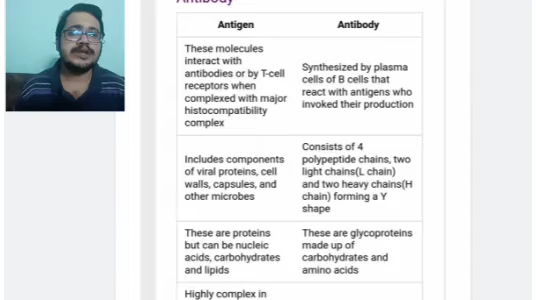 Antibody
Antigen
Antibody
These molecules
interact with
antibodies or by T-cell
receptors when
complexed with major
histocompatibility
complex
Synthesized by plasma
cells of B cells that
react with antigens who
invoked their production
Includes components
of viral proteins, cell
walls, capsules, and
other microbes
Consists of 4
polypeptide chains, two
light chains(L chain)
and two heavy chains(H
chain) forming a Y
shape
These are proteins
but can be nucleic
acids, carbohydrates
and lipids
These are glycoproteins
made up of
carbohydrates and
amino acids
Highly complex in